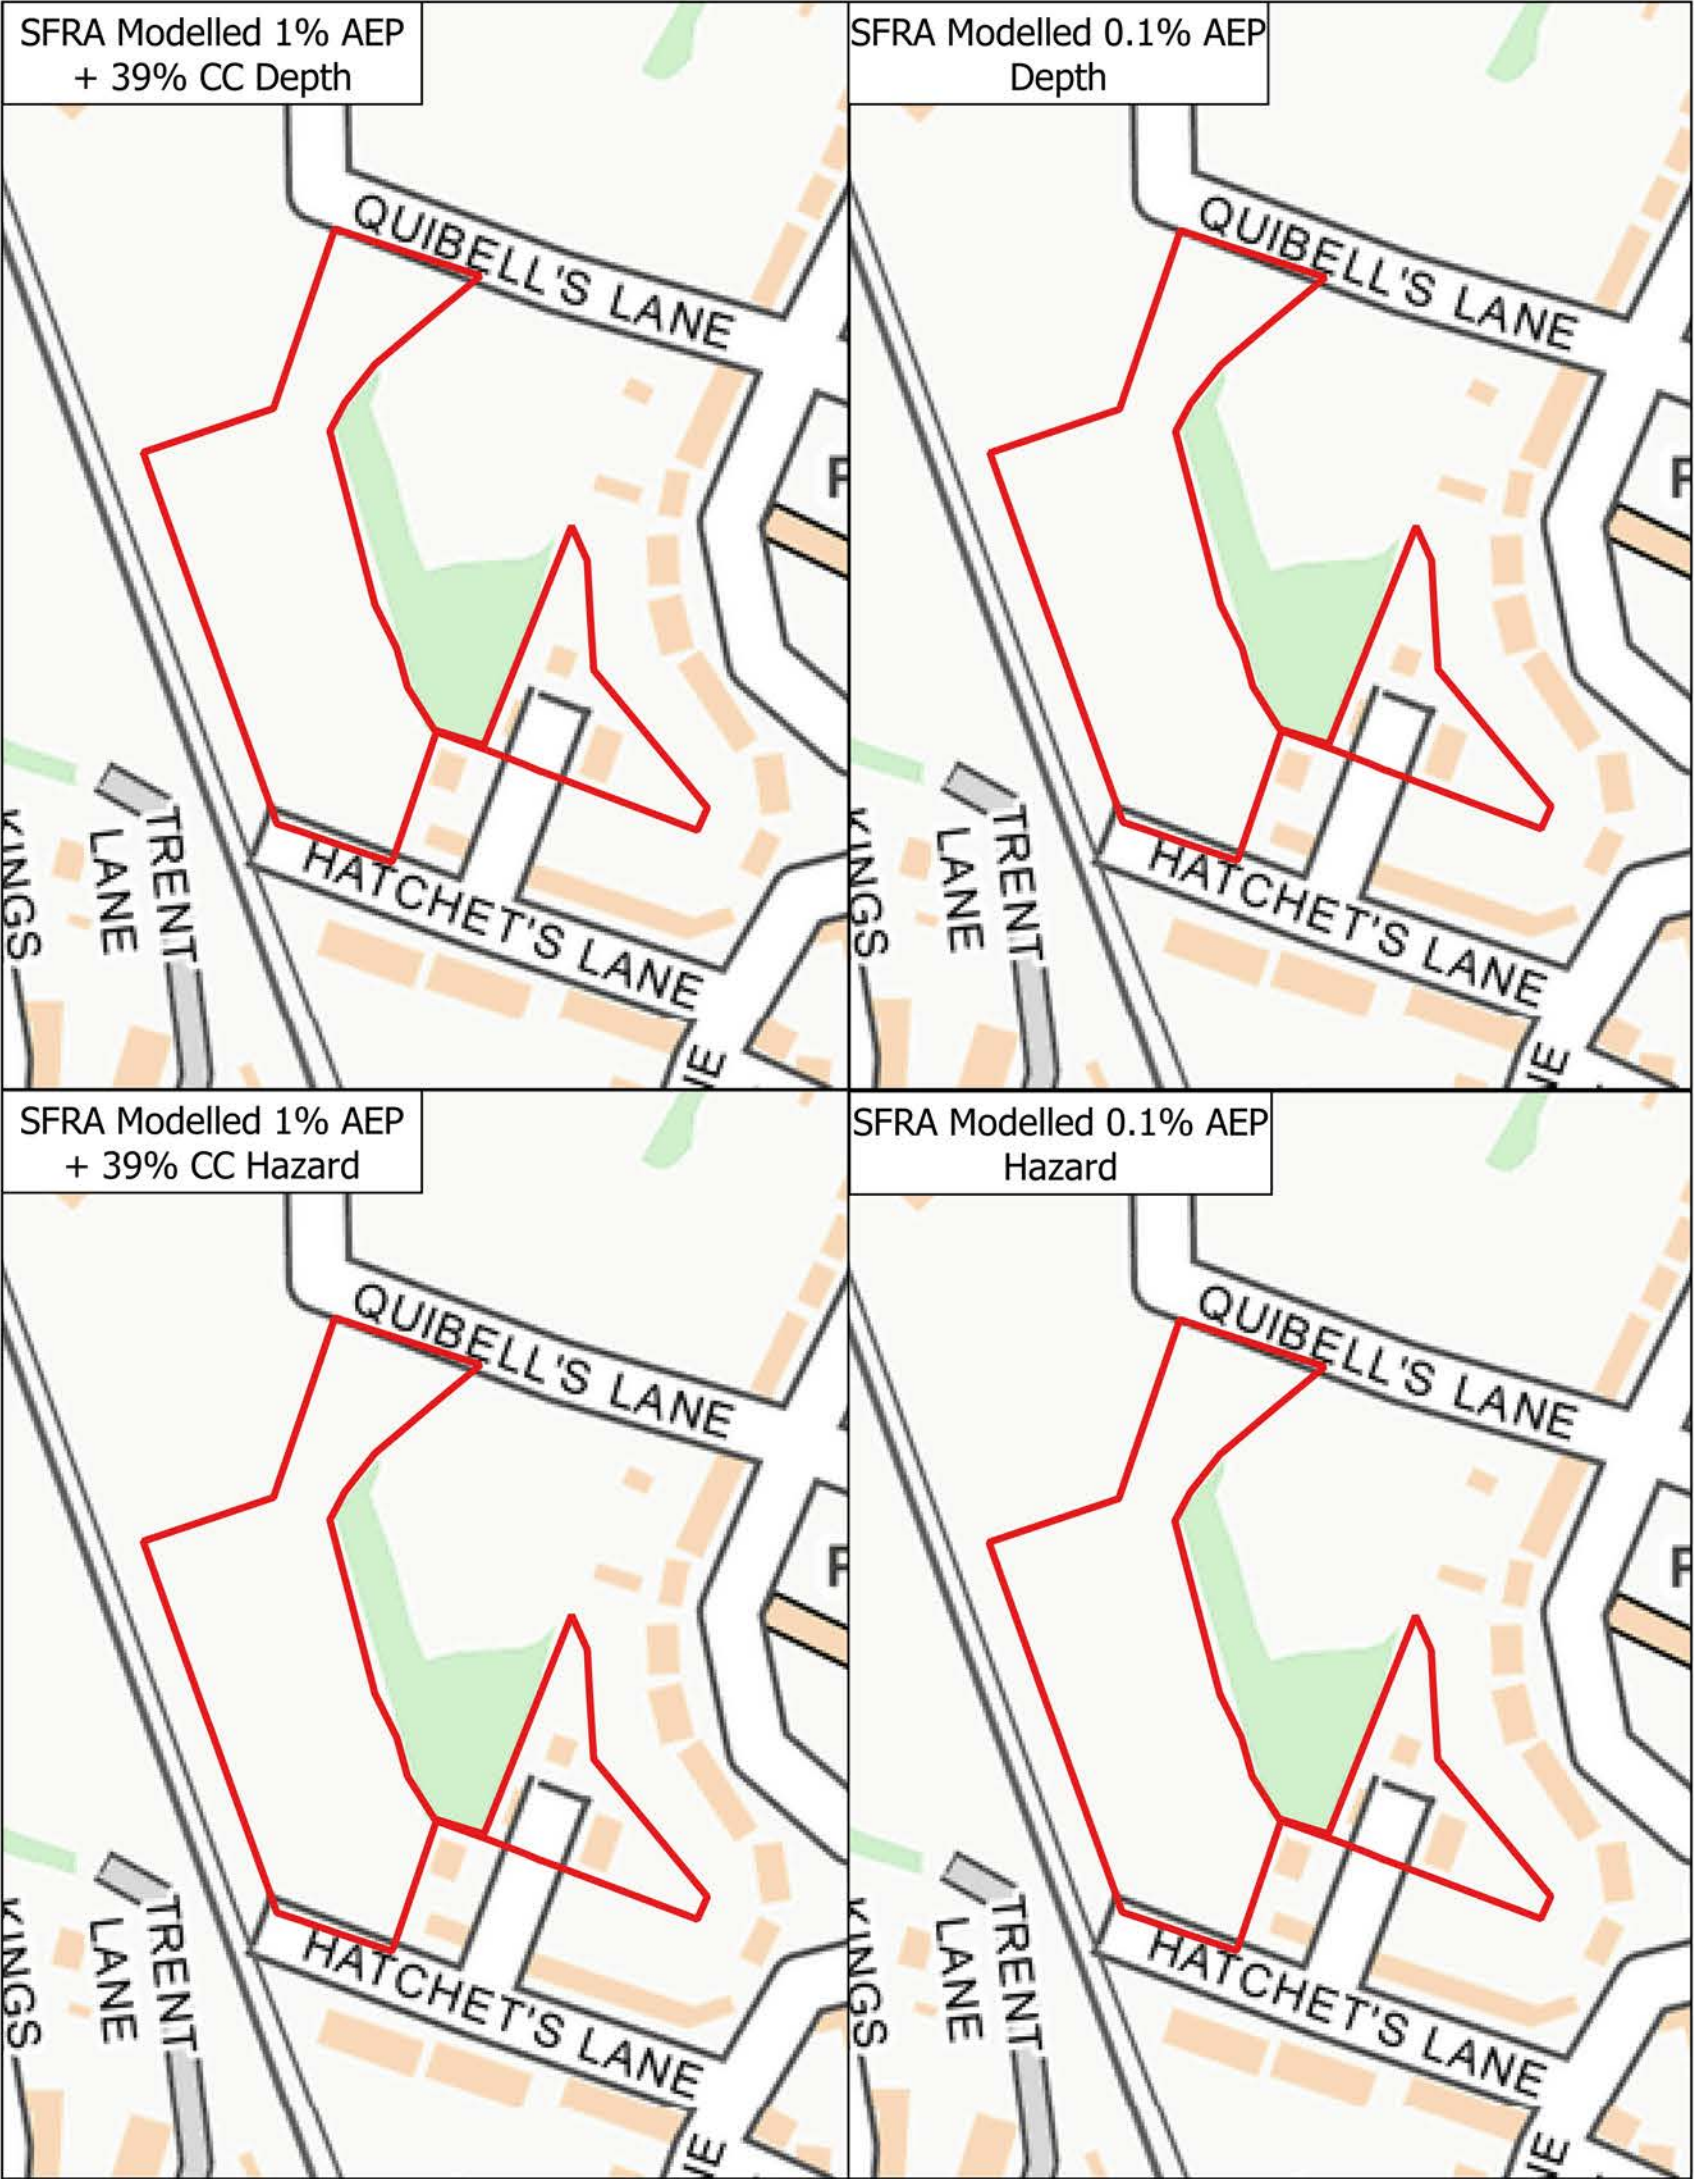 SFRA Modelled 1% AEP
+ 39% CC Depth
QUIBELL'S LANE
TRENT
LANE
KINGS
HATCHET'S LANE
SFRA Modelled 0.1% AEP
Depth
QUIBELL'S LANE
TRENT
LANE
KINGS
HATCHET'S LANE
SFRA Modelled 1% AEP
+ 39% CC Hazard
QUIBELL'S LANE
TRENT
LANE
KINGS
HATCHET'S LANE
SFRA Modelled 0.1% AEP
Hazard
QUIBELL'S LANE
TRENT
LANE
KINGS
HATCHET'S LANE